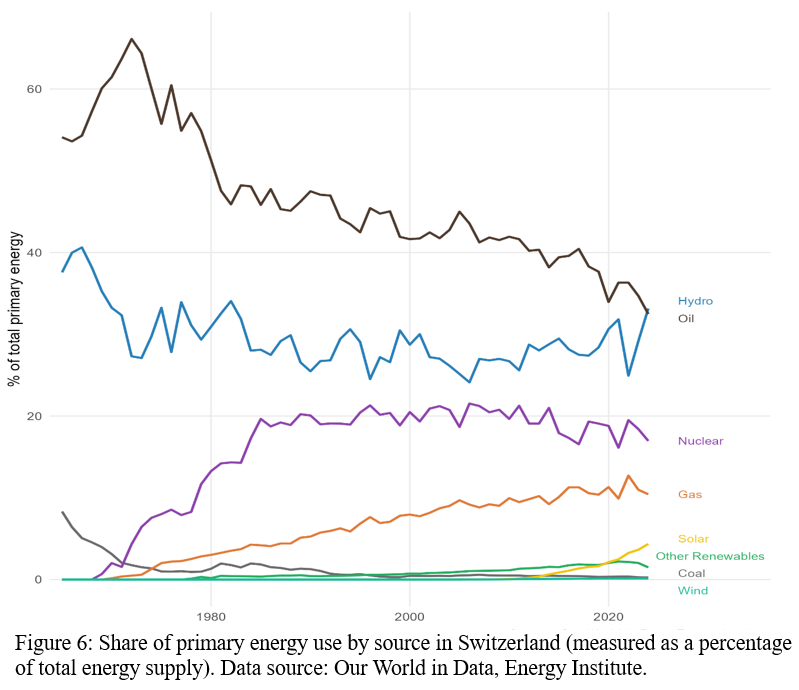 60
40
20
0
% of total primary energy
1980
2000
2020
Hydro
Oil
Nuclear
Gas
Solar
Other Renewables
Coal
Wind
Figure 6: Share of primary energy use by source in Switzerland (measured as a percentage
of total energy supply). Data source: Our World in Data, Energy Institute.